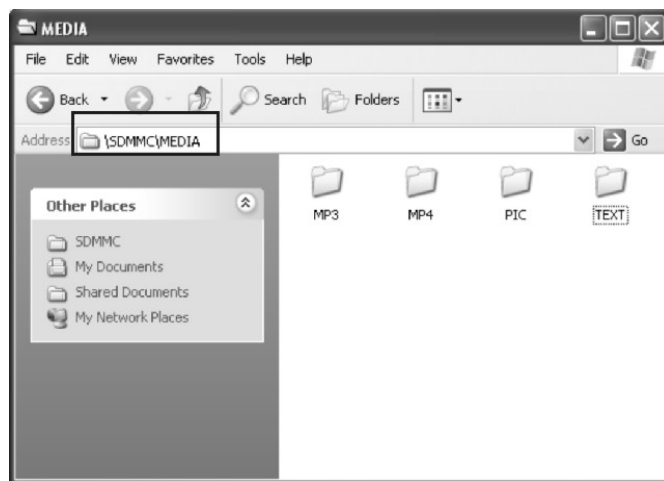 MEDIA
File Edit View Favorites Tools Help
Back Search Folders
Address \SDMMC\MEDIA Go
Other Places
SDMMC
My Documents
Shared Documents
My Network Places
MP3 MP4 PIC TEXT